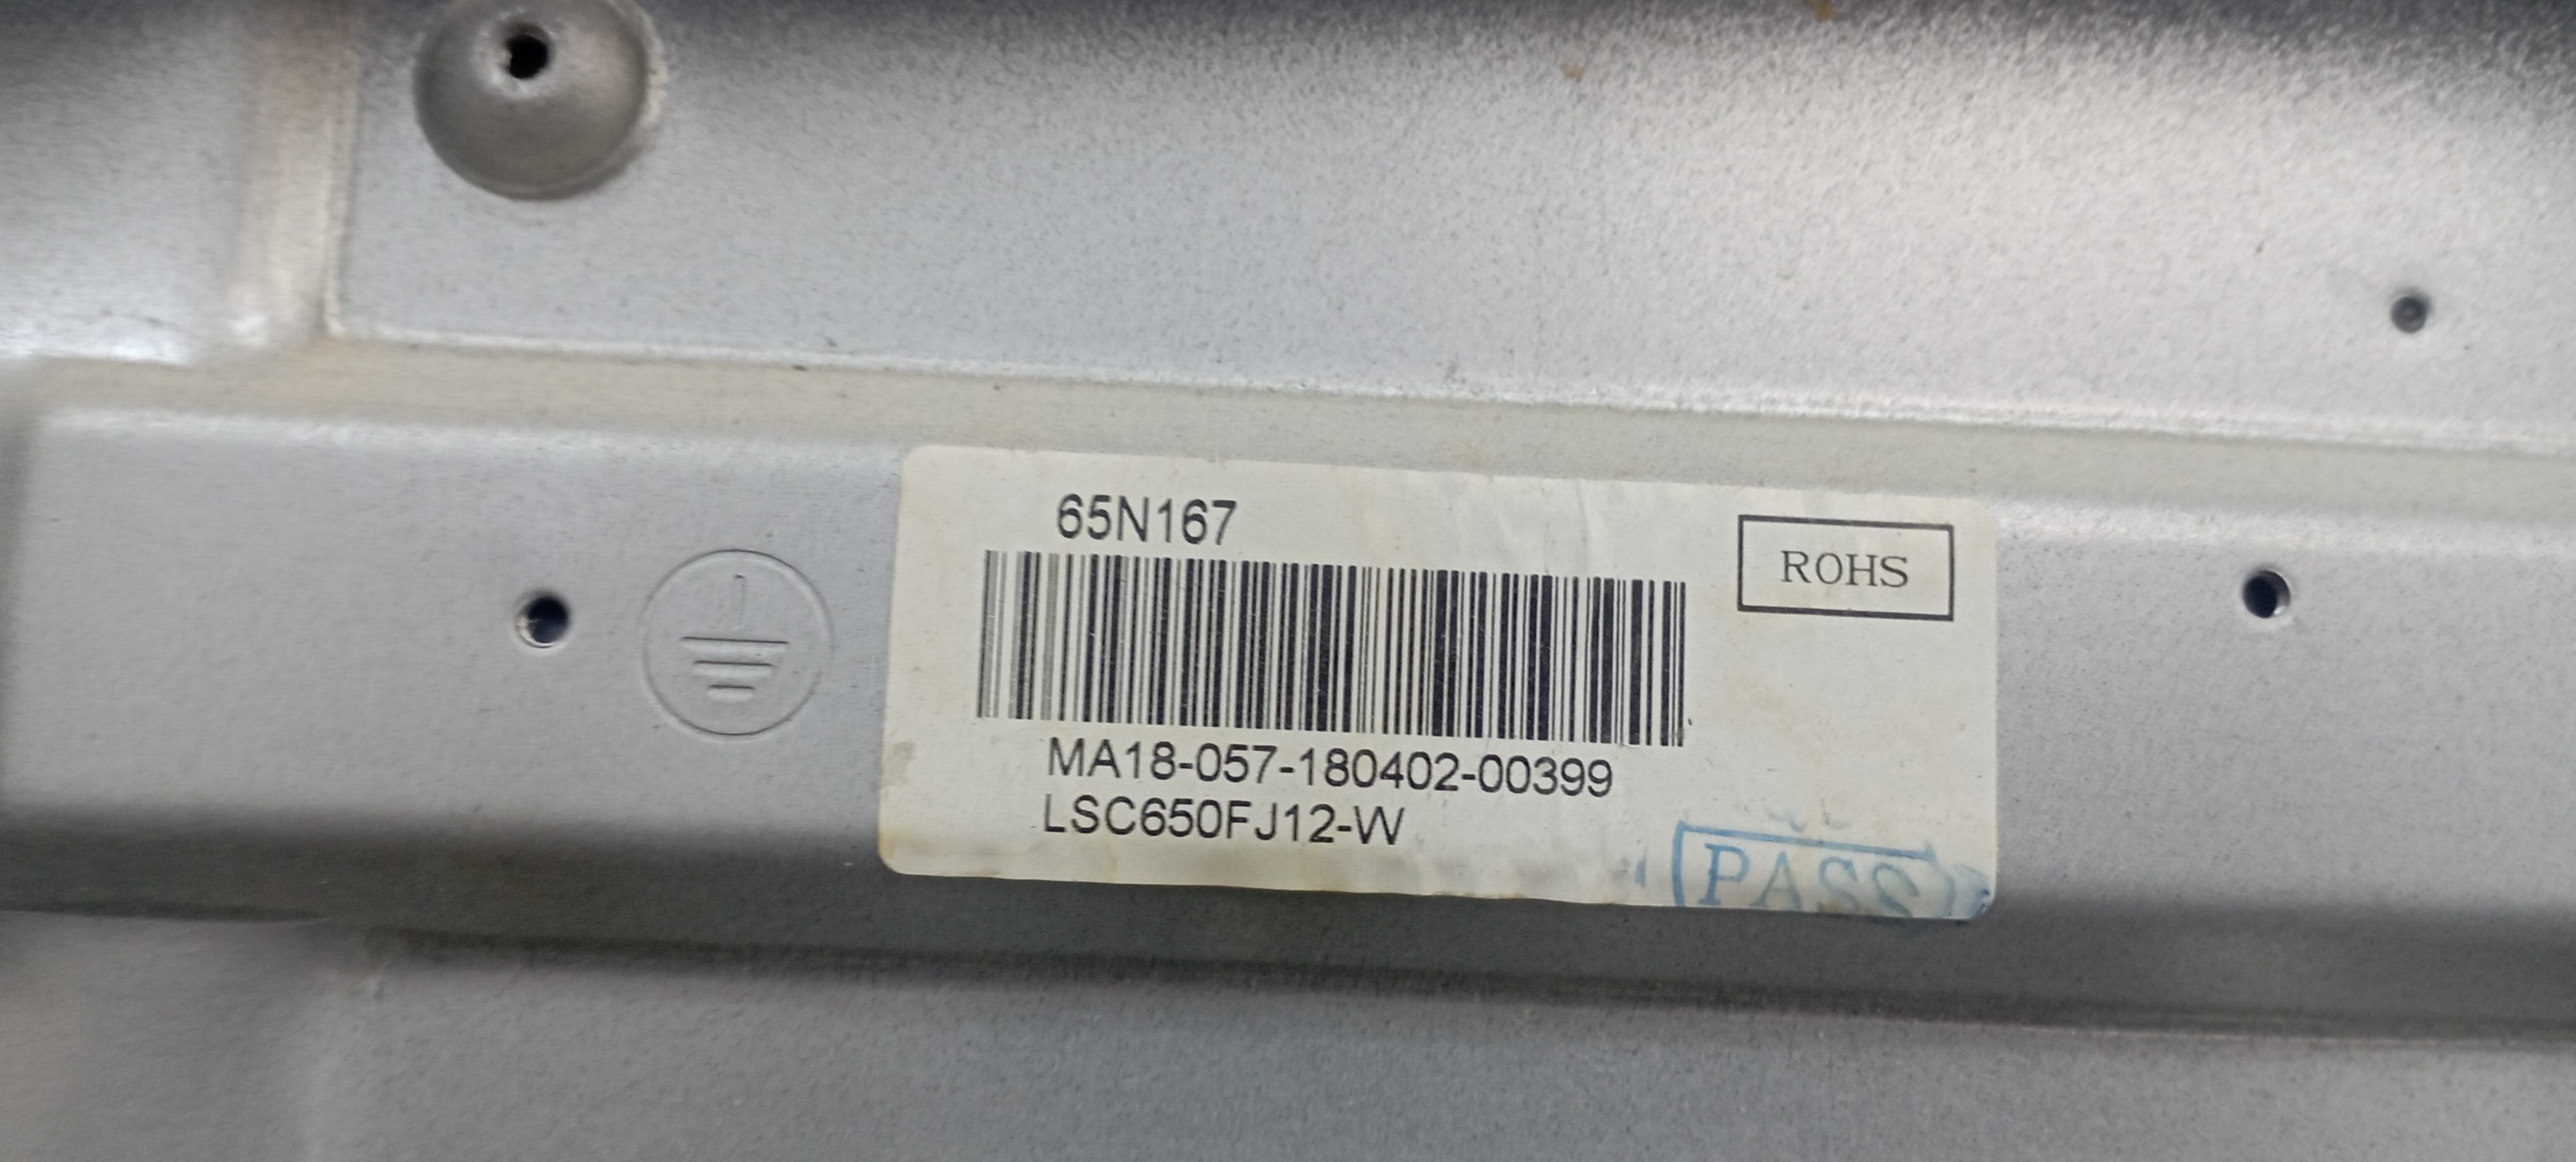 65N167
ROHS
MA18-057-180402-00399
LSC650FJ12-W
PASS